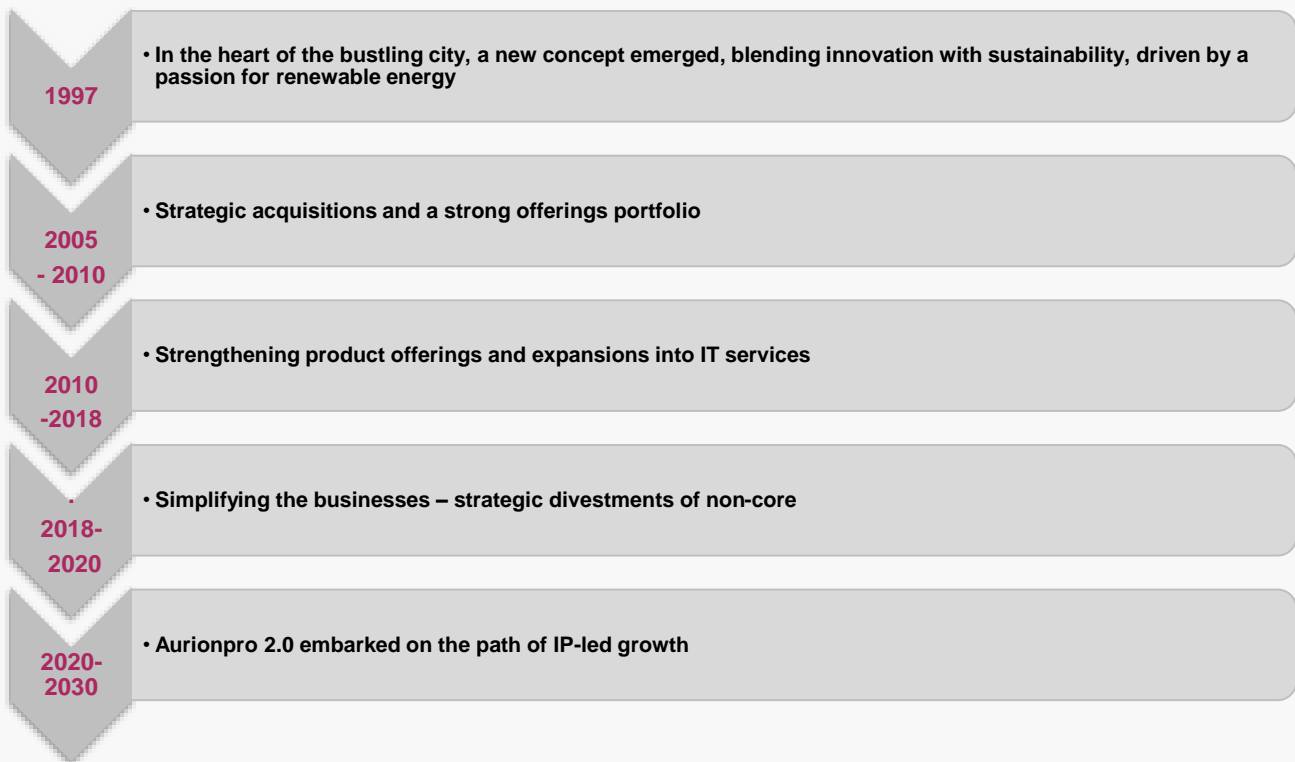 1997
• In the heart of the bustling city, a new concept emerged, blending innovation with sustainability, driven by a
passion for renewable energy
2005
- 2010
• Strategic acquisitions and a strong offerings portfolio
2010
-2018
• Strengthening product offerings and expansions into IT services
.
2018-
2020
• Simplifying the businesses – strategic divestments of non-core
2020-
2030
• Aurionpro 2.0 embarked on the path of IP-led growth